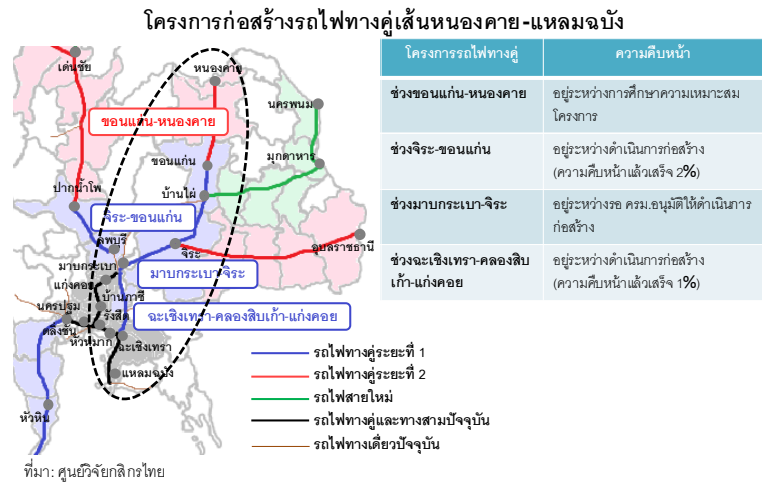 โครงการก่อสร้างรถไฟทางคู่เส้นหนองคาย-แหลมฉบัง
เด่นชัย
หนองคาย
นครพนม
ขอนแก่น-หนองคาย
ขอนแก่น
มุกดาหาร
ปากน้ำโพ
บ้านไผ่
จิระ-ขอนแก่น
ลพบุรี
จิระ
อุบลราชธานี
มาบกระเบา
มาบกระเบา-จิระ
แก่งคอย
บ้านภาชี
นครปฐม
รังสิต
ฉะเชิงเทรา-คลองสิบเก้า-แก่งคอย
ตลิ่งชัน
หัวหมาก
ฉะเชิงเทรา
แหลมฉบัง
หัวหิน
รถไฟทางคู่ระยะที่ 1
รถไฟทางคู่ระยะที่ 2
รถไฟสายใหม่
รถไฟทางคู่และทางสามปัจจุบัน
รถไฟทางเดี่ยวปัจจุบัน
ที่มา: ศูนย์วิจัยกสิกรไทย
โครงการรถไฟทางคู่ ความคืบหน้า
ช่วงขอนแก่น-หนองคาย อยู่ระหว่างการศึกษาความเหมาะสม
โครงการ
ช่วงจิระ-ขอนแก่น อยู่ระหว่างดำเนินการก่อสร้าง
(ความคืบหน้าแล้วเสร็จ 2%)
ช่วงมาบกระเบา-จิระ อยู่ระหว่างรอ ครม.อนุมัติให้ดำเนินการ
ก่อสร้าง
ช่วงฉะเชิงเทรา-คลองสิบ อยู่ระหว่างดำเนินการก่อสร้าง
เก้า-แก่งคอย (ความคืบหน้าแล้วเสร็จ 1%)